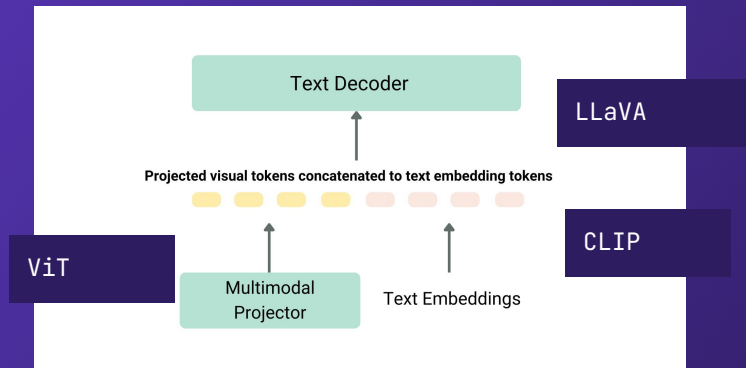 Text Decoder
LLaVA
Projected visual tokens concatenated to text embedding tokens
CLIP
ViT
Multimodal
Projector
Text Embeddings